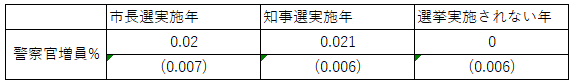 市長選実施年 知事選実施年 選挙実施されない年
警察官増員% 0.02 0.021 0
(0.007) (0.006) (0.006)